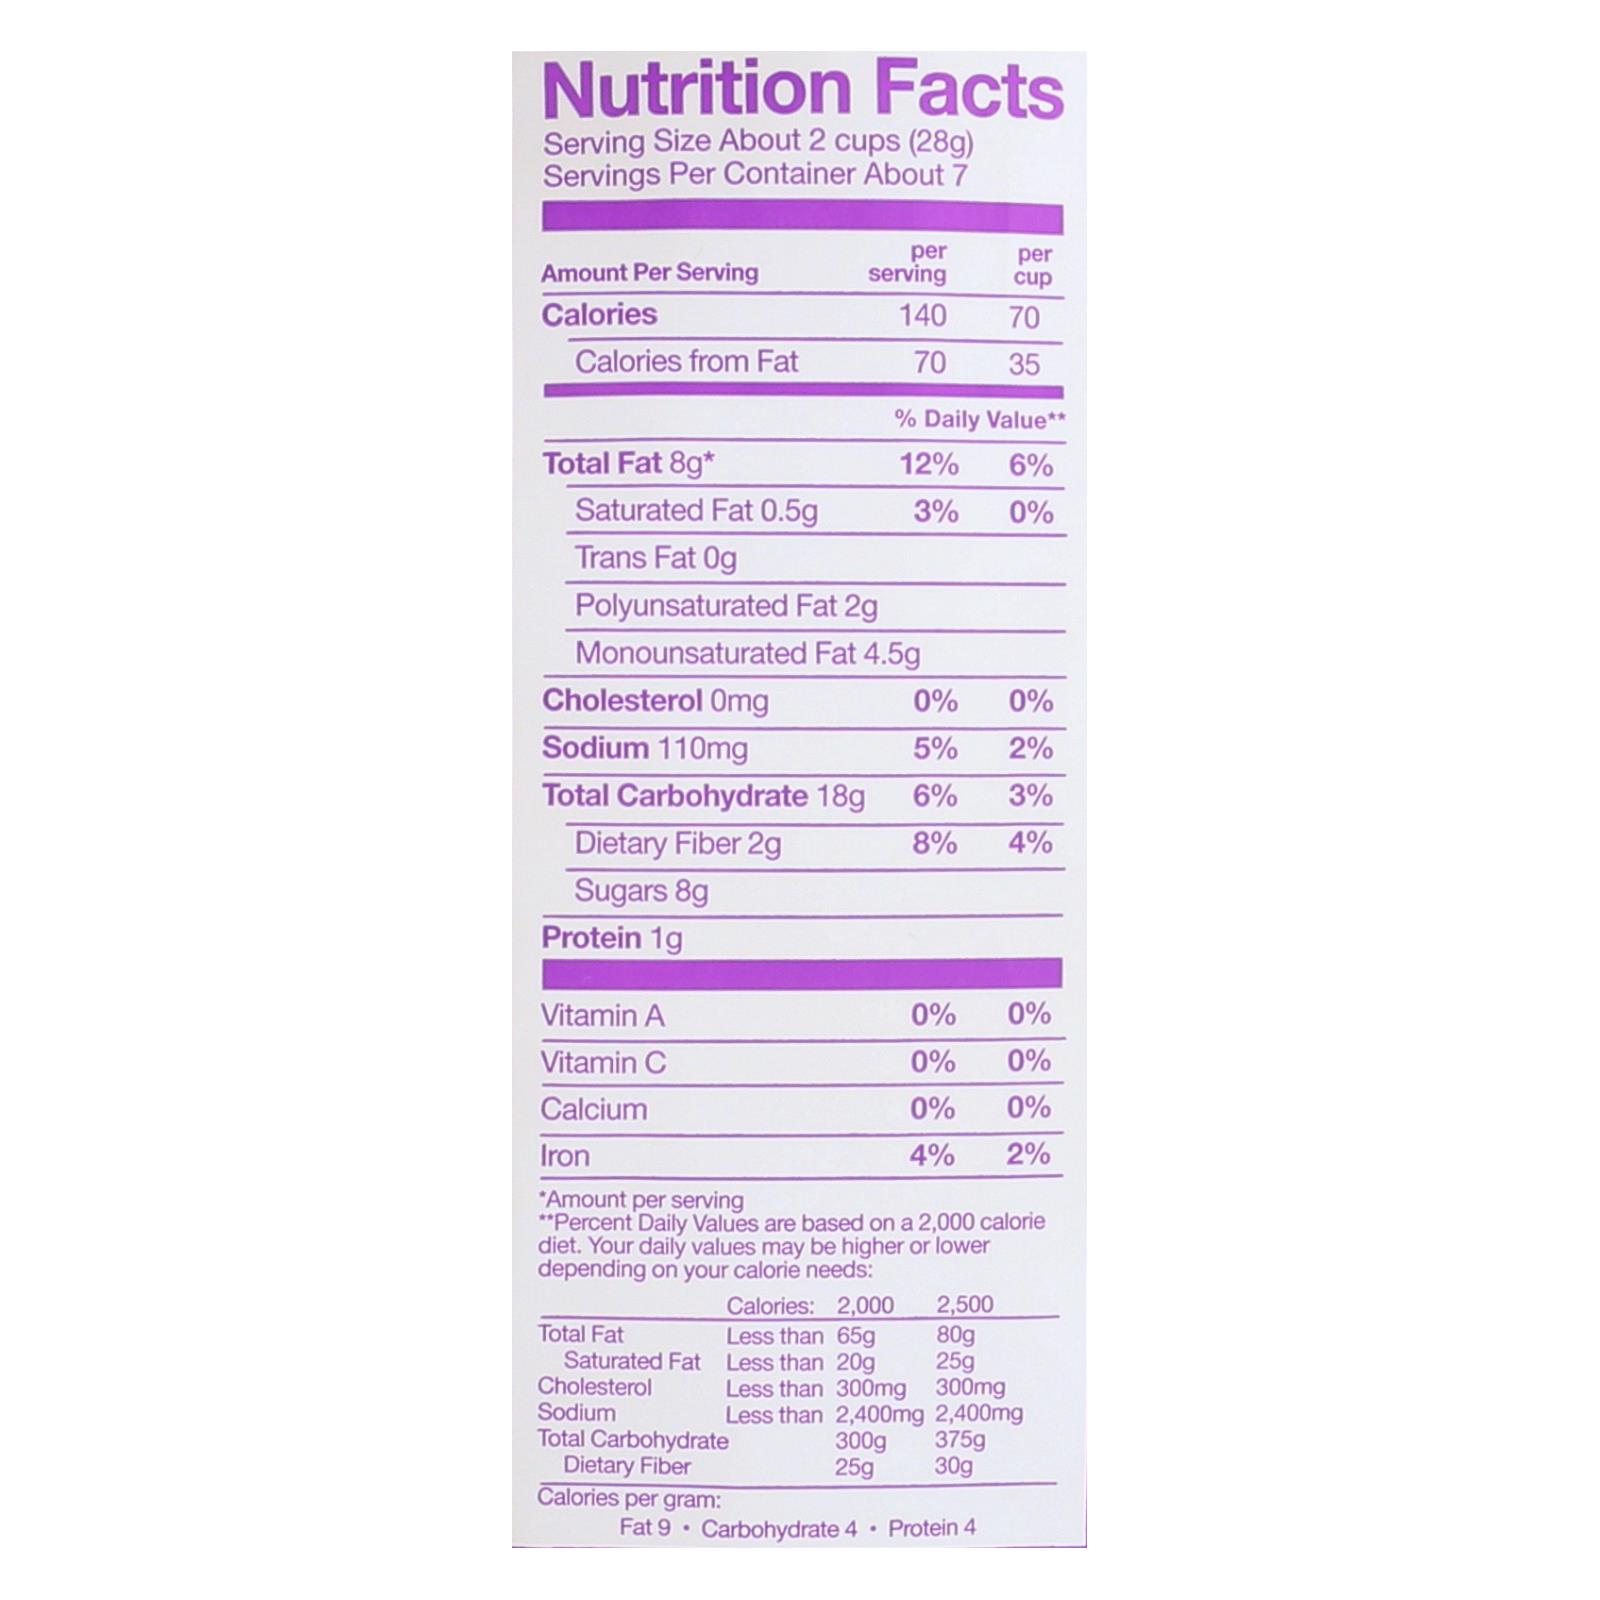 Nutrition Facts
Serving Size About 2 cups (28g)
Servings Per Container About 7
Amount Per Serving per serving per cup
Calories 140 70
Calories from Fat 70 35
% Daily Value**
Total Fat 8g* 12% 6%
Saturated Fat 0.5g 3% 0%
Trans Fat 0g
Polyunsaturated Fat 2g
Monounsaturated Fat 4.5g
Cholesterol 0mg 0% 0%
Sodium 110mg 5% 2%
Total Carbohydrate 18g 6% 3%
Dietary Fiber 2g 8% 4%
Sugars 8g
Protein 1g
Vitamin A 0% 0%
Vitamin C 0% 0%
Calcium 0% 0%
Iron 4% 2%
*Amount per serving
**Percent Daily Values are based on a 2,000 calorie
diet. Your daily values may be higher or lower
depending on your calorie needs:
Calories: 2,000 2,500
Total Fat Less than 65g 80g
Saturated Fat Less than 20g 25g
Cholesterol Less than 300mg 300mg
Sodium Less than 2,400mg 2,400mg
Total Carbohydrate 300g 375g
Dietary Fiber 25g 30g
Calories per gram:
Fat 9 • Carbohydrate 4 • Protein 4